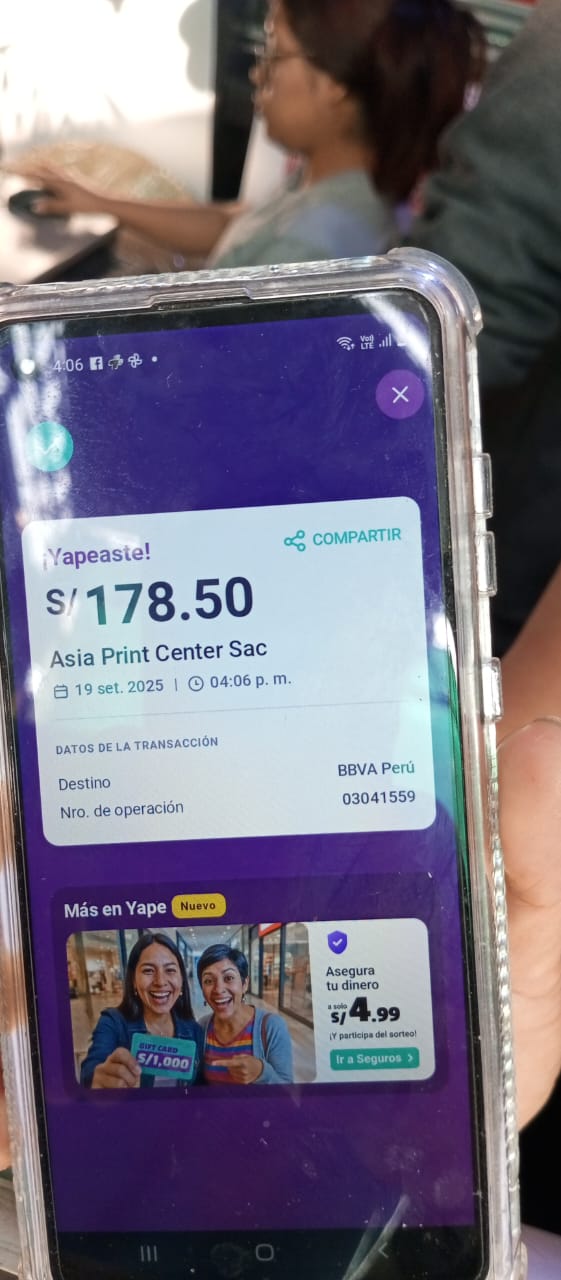 4:06
Vo)) LTE
¡Yapeaste!
COMPARTIR
S/ 178.50
Asia Print Center Sac
19 set. 2025 | 04:06 p. m.
DATOS DE LA TRANSACCIÓN
Destino BBVA Perú
Nro. de operación 03041559
Más en Yape Nuevo
GIFT CARD
S/1,000
Asegura
tu dinero
a solo
S/4.99
¡Y participa del sorteo!
Ir a Seguros